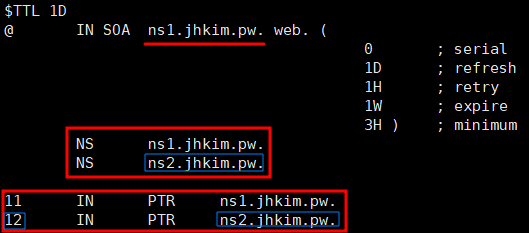 $TTL 1D
@ IN SOA ns1.jhkim.pw. web. (
0 ; serial
1D ; refresh
1H ; retry
1W ; expire
3H ) ; minimum
NS ns1.jhkim.pw.
NS ns2.jhkim.pw.
11 IN PTR ns1.jhkim.pw.
12 IN PTR ns2.jhkim.pw.